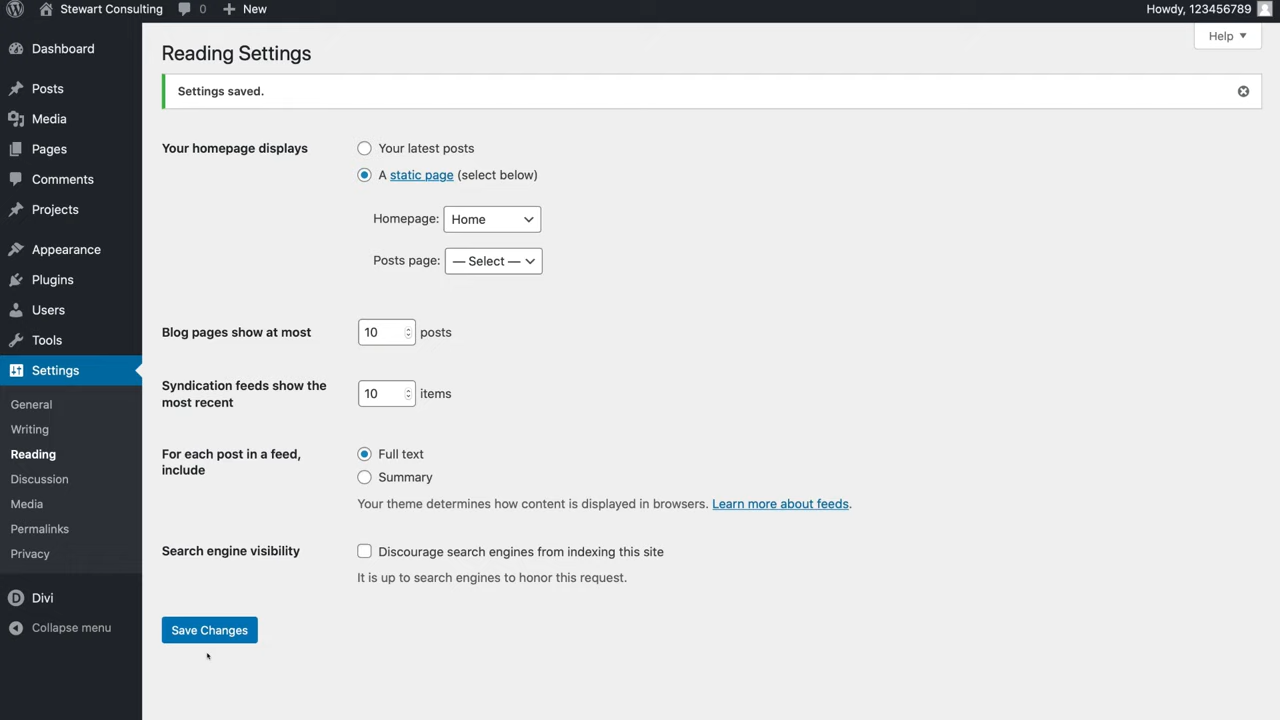 Stewart Consulting 0 New Howdy, 123456789
Help
Dashboard
Posts
Media
Pages
Comments
Projects
Appearance
Plugins
Users
Tools
Settings
General
Writing
Reading
Discussion
Media
Permalinks
Privacy
Divi
Collapse menu
Reading Settings
Settings saved.
Your homepage displays
Your latest posts
A static page (select below)
Homepage: Home
Posts page: — Select —
Blog pages show at most 10 posts
Syndication feeds show the
most recent
10 items
For each post in a feed,
include
Full text
Summary
Your theme determines how content is displayed in browsers. Learn more about feeds.
Search engine visibility
Discourage search engines from indexing this site
It is up to search engines to honor this request.
Save Changes